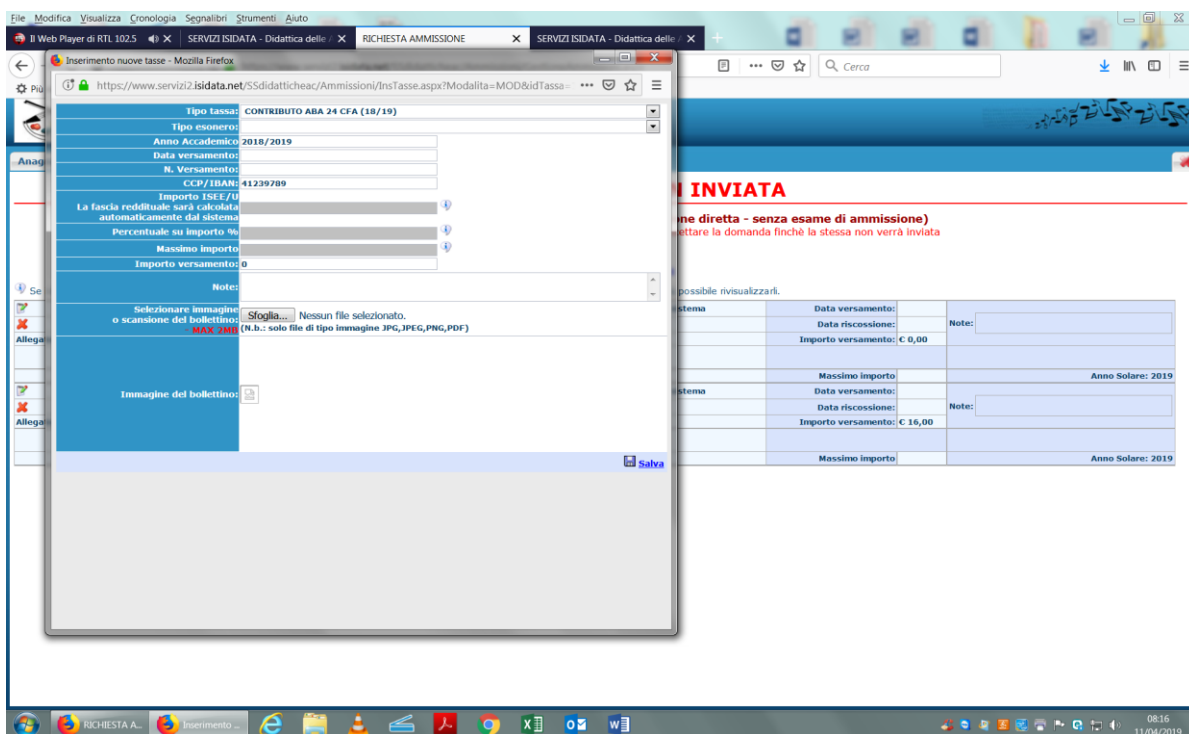 File Modifica Visualizza Cronologia Segnalibri Strumenti Aiuto
Il Web Player di RTL 102.5
SERVIZI ISIDATA - Didattica delle
RICHIESTA AMMISSIONE
SERVIZI ISIDATA - Didattica delle
Inserimento nuove tasse - Mozilla Firefox
Cerca
Più
https://www.servizi2.isidata.net/SSdidatticheac/Ammissioni/InsTasse.aspx?Modalita=MOD&idTassa=
Tipo tassa: CONTRIBUTO ABA 24 CFA (18/19)
Tipo esonero:
Anno Accademico 2018/2019
Data versamento:
Anag
N. Versamento:
CCP/IBAN: 41239789
INVIATA
Importo ISEE/U
La fascia reddituale sarà calcolata
automaticamente dal sistema
ne diretta - senza esame di ammissione)
Percentuale su importo %
ettare la domanda finchè la stessa non verrà inviata
Massimo importo
Importo versamento: 0
Note:
Se
possibile rivisualizzarli.
Selezionare immagine
o scansione del bollettino:
- MAX 2MB
Sfoglia... Nessun file selezionato.
(N.b.: solo file di tipo immagine JPG,JPEG,PNG,PDF)
stema Data versamento:
Data riscossione: Note:
Allega Importo versamento: € 0,00
Massimo importo Anno Solare: 2019
Immagine del bollettino:
stema Data versamento:
Data riscossione: Note:
Allega Importo versamento: € 16,00
Massimo importo Anno Solare: 2019
Salva
RICHIESTA A...
Inserimento ...
08:16
11/04/2019